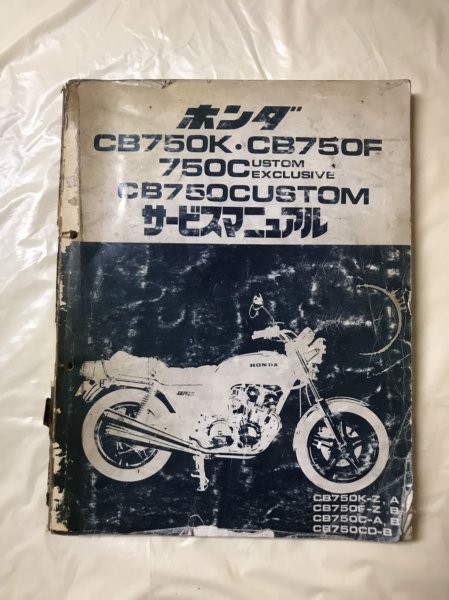 ホンダ
CB750K・CB750F
750CUSTOM
EXCLUSIVE
CB750CUSTOM
サービスマニュアル
HONDA
CB750K-Z, A
CB750F-Z, B
CB750C-A, B
CB750CD-B